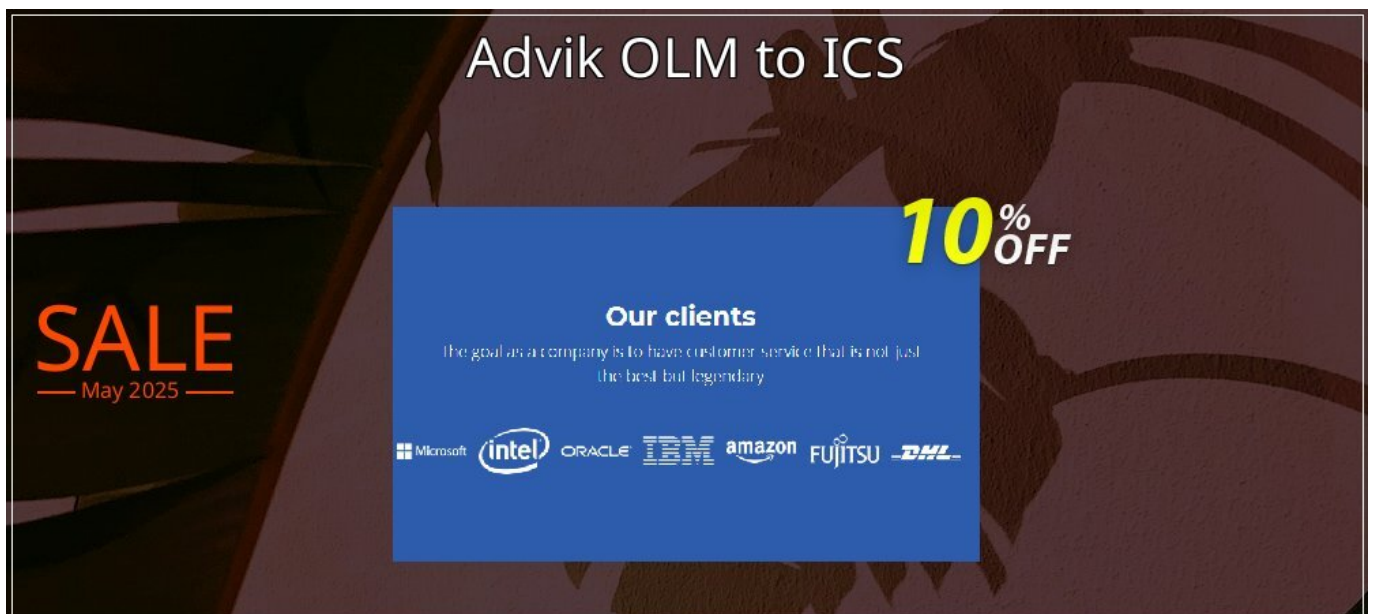 Advik OLM to ICS
10% OFF
SALE
May 2025
Our clients
The goal as a company is to have customer service that is not just
the best but legendary
Microsoft intel ORACLE IBM amazon FUJITSU DHL